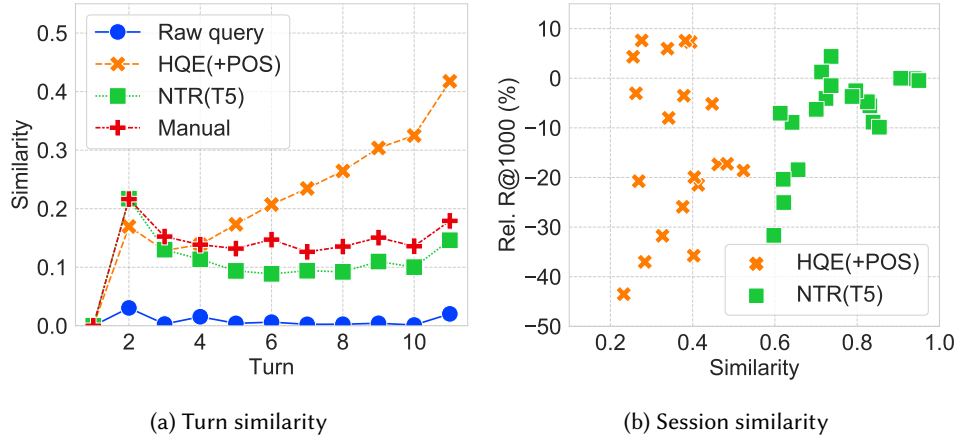 0.5
0.4
0.3
0.2
0.1
0.0
Similarity
Raw query
HQE(+POS)
NTR(T5)
Manual
2 4 6 8 10
Turn
(a) Turn similarity
10
0
−10
−20
−30
−40
−50
Rel. R@1000 (%)
HQE(+POS)
NTR(T5)
0.2 0.4 0.6 0.8 1.0
Similarity
(b) Session similarity